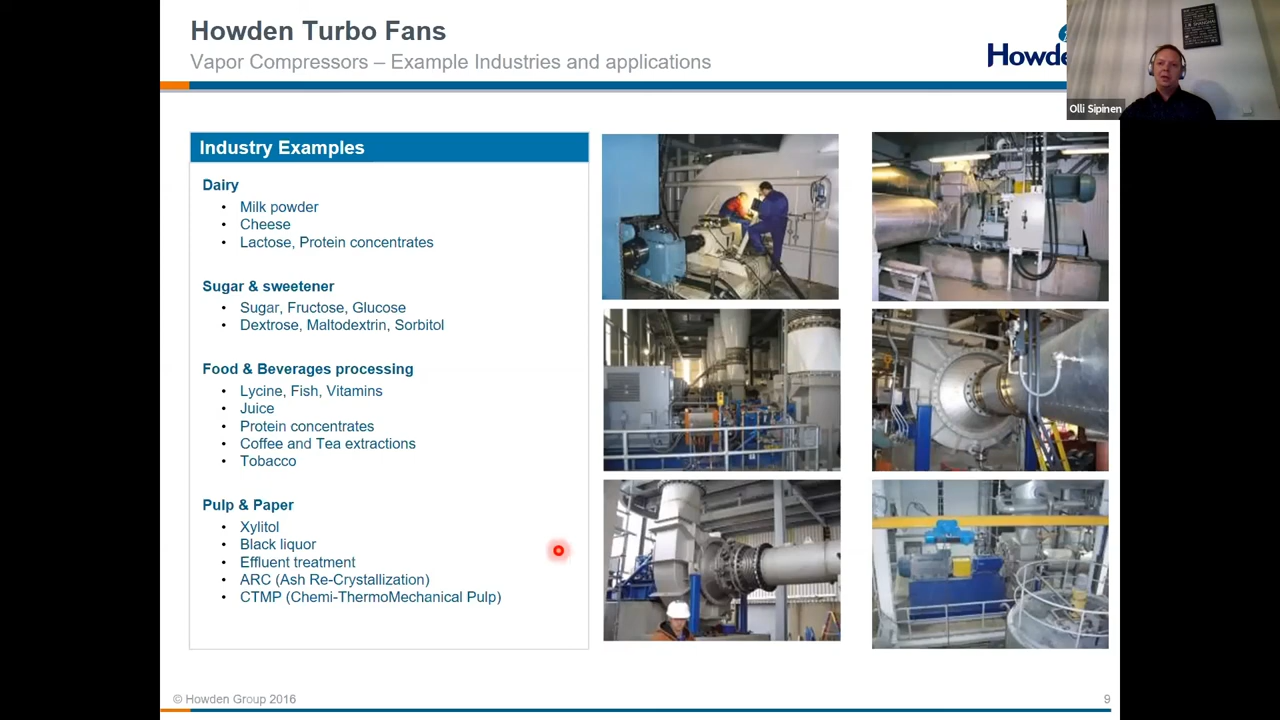 Howden Turbo Fans
Vapor Compressors – Example Industries and applications
Howde
Olli Sipinen
Industry Examples
Dairy
• Milk powder
• Cheese
• Lactose, Protein concentrates
Sugar & sweetener
• Sugar, Fructose, Glucose
• Dextrose, Maltodextrin, Sorbitol
Food & Beverages processing
• Lycine, Fish, Vitamins
• Juice
• Protein concentrates
• Coffee and Tea extractions
• Tobacco
Pulp & Paper
• Xylitol
• Black liquor
• Effluent treatment
• ARC (Ash Re-Crystallization)
• CTMP (Chemi-ThermoMechanical Pulp)
© Howden Group 2016
9